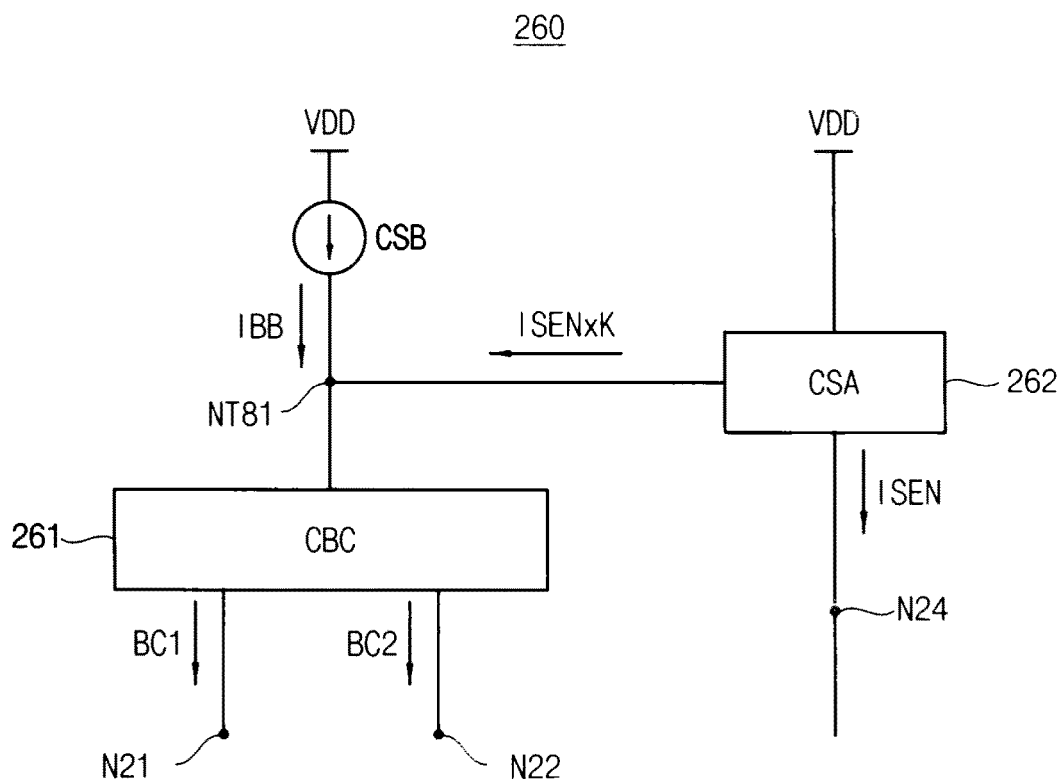 260
VDD
VDD
CSB
IBB
ISENxK
NT81
CSA
262
ISEN
261
CBC
BC1
BC2
N24
N21
N22